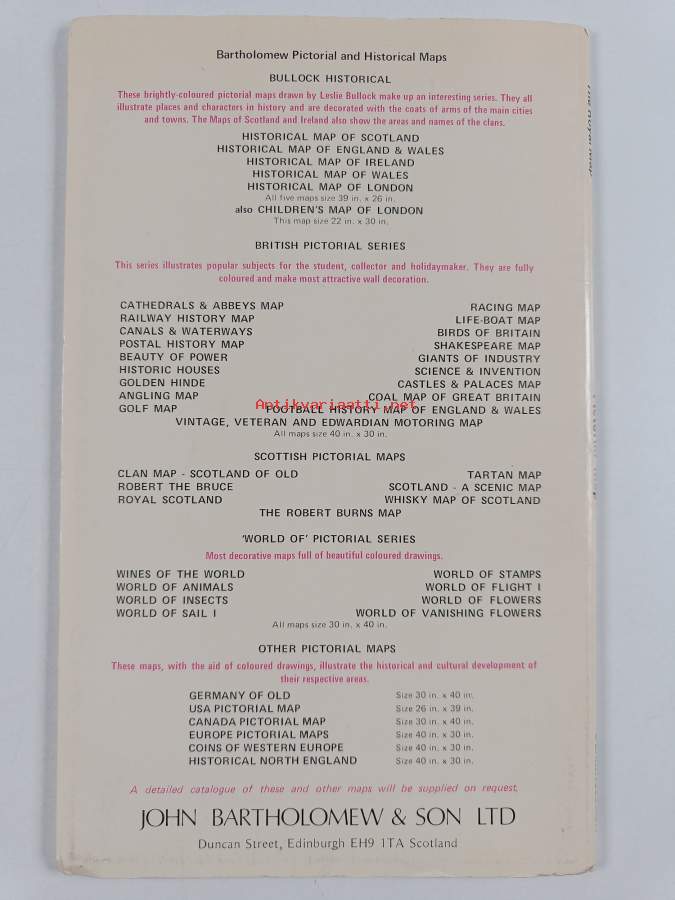 Bartholomew Pictorial and Historical Maps
BULLOCK HISTORICAL
These brightly-coloured pictorial maps drawn by Leslie Bullock make up an interesting series. They all
illustrate places and characters in history and are decorated with the coats of arms of the main cities
and towns. The Maps of Scotland and Ireland also show the areas and names of the clans.
HISTORICAL MAP OF SCOTLAND
HISTORICAL MAP OF ENGLAND & WALES
HISTORICAL MAP OF IRELAND
HISTORICAL MAP OF WALES
HISTORICAL MAP OF LONDON
All five maps size 39 in. x 26 in.
also CHILDREN'S MAP OF LONDON
This map size 22 in. x 30 in.
BRITISH PICTORIAL SERIES
This series illustrates popular subjects for the student, collector and holidaymaker. They are fully
coloured and make most attractive wall decoration.
CATHEDRALS & ABBEYS MAP RACING MAP
RAILWAY HISTORY MAP LIFE-BOAT MAP
CANALS & WATERWAYS BIRDS OF BRITAIN
POSTAL HISTORY MAP SHAKESPEARE MAP
BEAUTY OF POWER GIANTS OF INDUSTRY
HISTORIC HOUSES SCIENCE & INVENTION
GOLDEN HINDE CASTLES & PALACES MAP
ANGLING MAP COAL MAP OF GREAT BRITAIN
Antikvariaatti.net
GOLF MAP FOOTBALL HISTORY MAP OF ENGLAND & WALES
VINTAGE, VETERAN AND EDWARDIAN MOTORING MAP
All maps size 40 in. x 30 in.
SCOTTISH PICTORIAL MAPS
CLAN MAP - SCOTLAND OF OLD TARTAN MAP
ROBERT THE BRUCE SCOTLAND - A SCENIC MAP
ROYAL SCOTLAND WHISKY MAP OF SCOTLAND
THE ROBERT BURNS MAP
'WORLD OF' PICTORIAL SERIES
Most decorative maps full of beautiful coloured drawings.
WINES OF THE WORLD WORLD OF STAMPS
WORLD OF ANIMALS WORLD OF FLIGHT I
WORLD OF INSECTS WORLD OF FLOWERS
WORLD OF SAIL I WORLD OF VANISHING FLOWERS
All maps size 30 in. x 40 in.
OTHER PICTORIAL MAPS
These maps, with the aid of coloured drawings, illustrate the historical and cultural development of
their respective areas.
GERMANY OF OLD Size 30 in. x 40 in.
USA PICTORIAL MAP Size 26 in. x 39 in.
CANADA PICTORIAL MAP Size 30 in. x 40 in.
EUROPE PICTORIAL MAPS Size 40 in. x 30 in.
COINS OF WESTERN EUROPE Size 40 in. x 30 in.
HISTORICAL NORTH ENGLAND Size 40 in. x 30 in.
A detailed catalogue of these and other maps will be supplied on request.
JOHN BARTHOLOMEW & SON LTD
Duncan Street, Edinburgh EH9 1TA Scotland